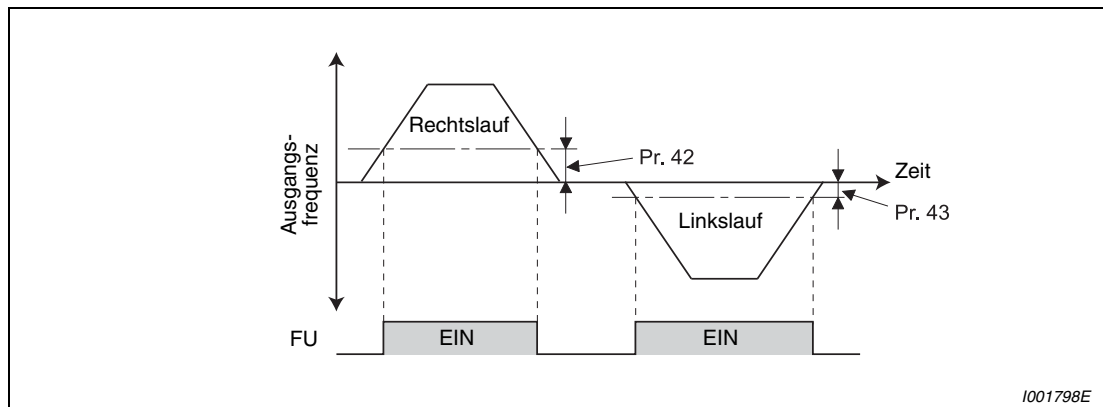 Ausgangs-
frequenz
Rechtslauf
Pr. 42
Zeit
Linkslauf
Pr. 43
FU
EIN
EIN
I001798E